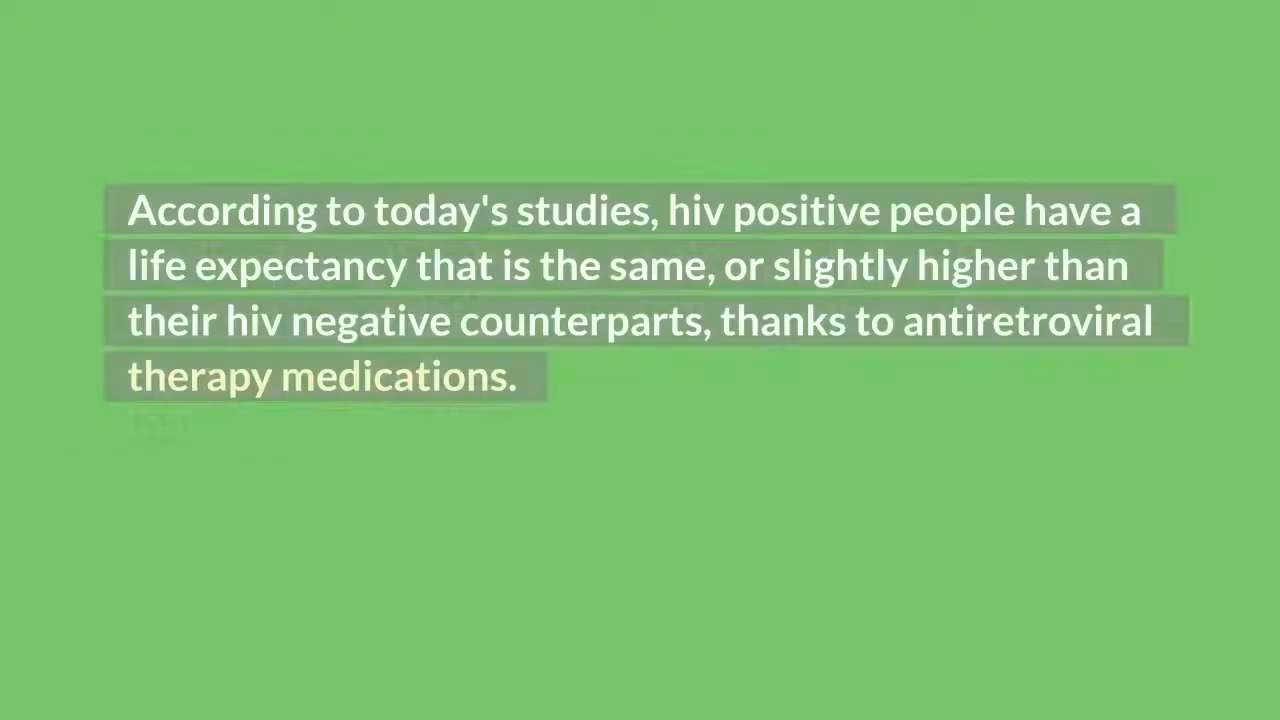 According to today's studies, hiv positive people have a
life expectancy that is the same, or slightly higher than
their hiv negative counterparts, thanks to antiretroviral
therapy medications.